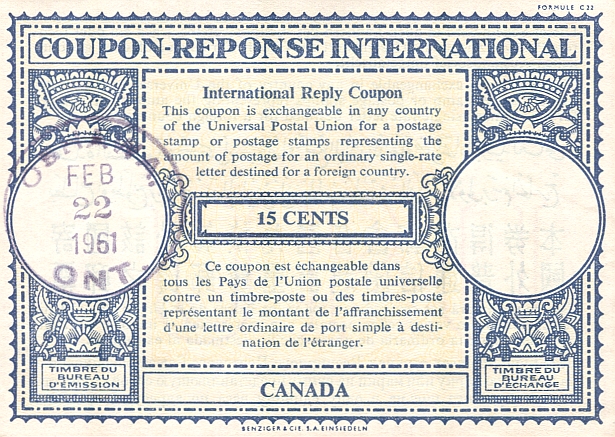 FORMULE C 22
COUPON-REPONSE INTERNATIONAL
International Reply Coupon
This coupon is exchangeable in any country
of the Universal Postal Union for a postage
stamp or postage stamps representing the
amount of postage for an ordinary single-rate
letter destined for a foreign country.
FEB
22
1961
ONT.
15 CENTS
Ce coupon est échangeable dans
tous les Pays de l'Union postale universelle
contre un timbre-poste ou des timbres-poste
représentant le montant de l'affranchissement
d'une lettre ordinaire de port simple à desti-
nation de l'étranger.
TIMBRE DU
BUREAU
D'ÉMISSION
CANADA
TIMBRE DU
BUREAU
D'ÉCHANGE
BENZIGER & CIE. S.A. EINSIEDELN